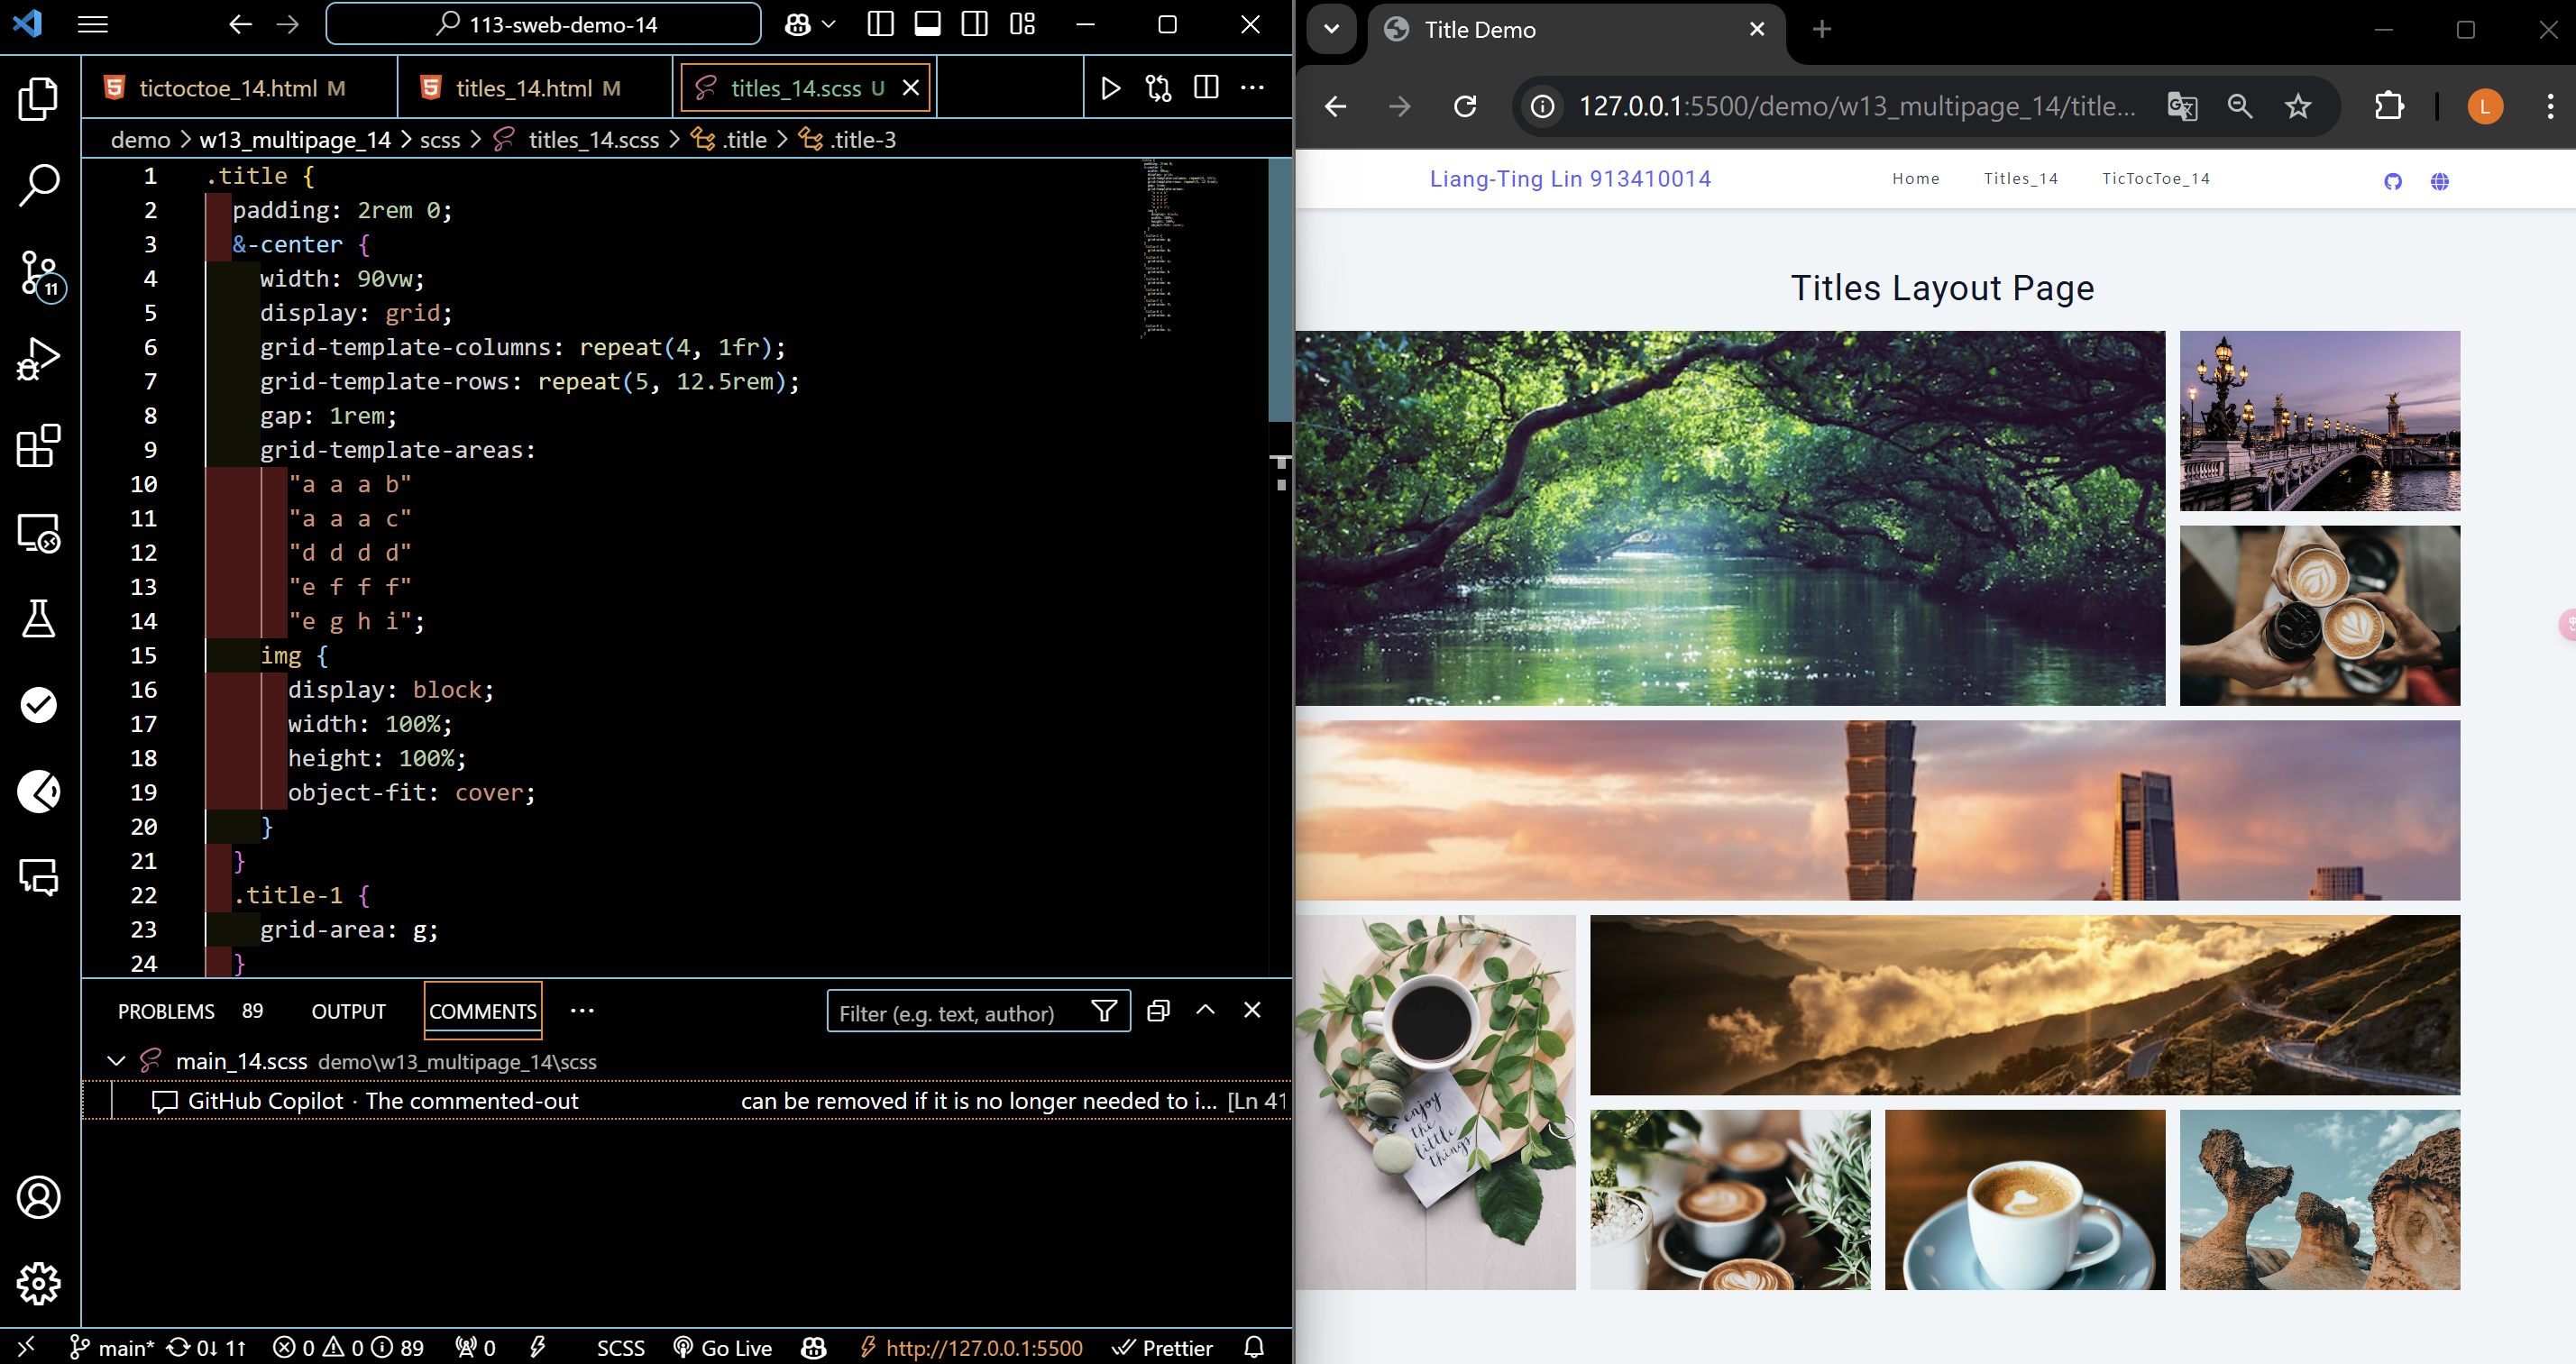 113-sweb-demo-14
tictoctoe_14.html M
titles_14.html M
titles_14.scss U
demo > w13_multipage_14 > scss > titles_14.scss > .title > .title-3
1 .title {
2 padding: 2rem 0;
3 &-center {
4 width: 90vw;
5 display: grid;
6 grid-template-columns: repeat(4, 1fr);
7 grid-template-rows: repeat(5, 12.5rem);
8 gap: 1rem;
9 grid-template-areas:
10 "a a a b"
11 "a a a c"
12 "d d d d"
13 "e f f f"
14 "e g h i";
15 img {
16 display: block;
17 width: 100%;
18 height: 100%;
19 object-fit: cover;
20 }
21 }
22 .title-1 {
23 grid-area: g;
24 }
11
PROBLEMS 89 OUTPUT COMMENTS ...
Filter (e.g. text, author)
main_14.scss demo\w13_multipage_14\scss
GitHub Copilot · The commented-out can be removed if it is no longer needed to i... [Ln 41
main* 0↓ 1↑ 0 0 89 0 SCSS Go Live http://127.0.0.1:5500 Prettier
Title Demo
127.0.0.1:5500/demo/w13_multipage_14/title...
L
Liang-Ting Lin 913410014
Home Titles_14 TicTocToe_14
Titles Layout Page
enjoy
the
little
things